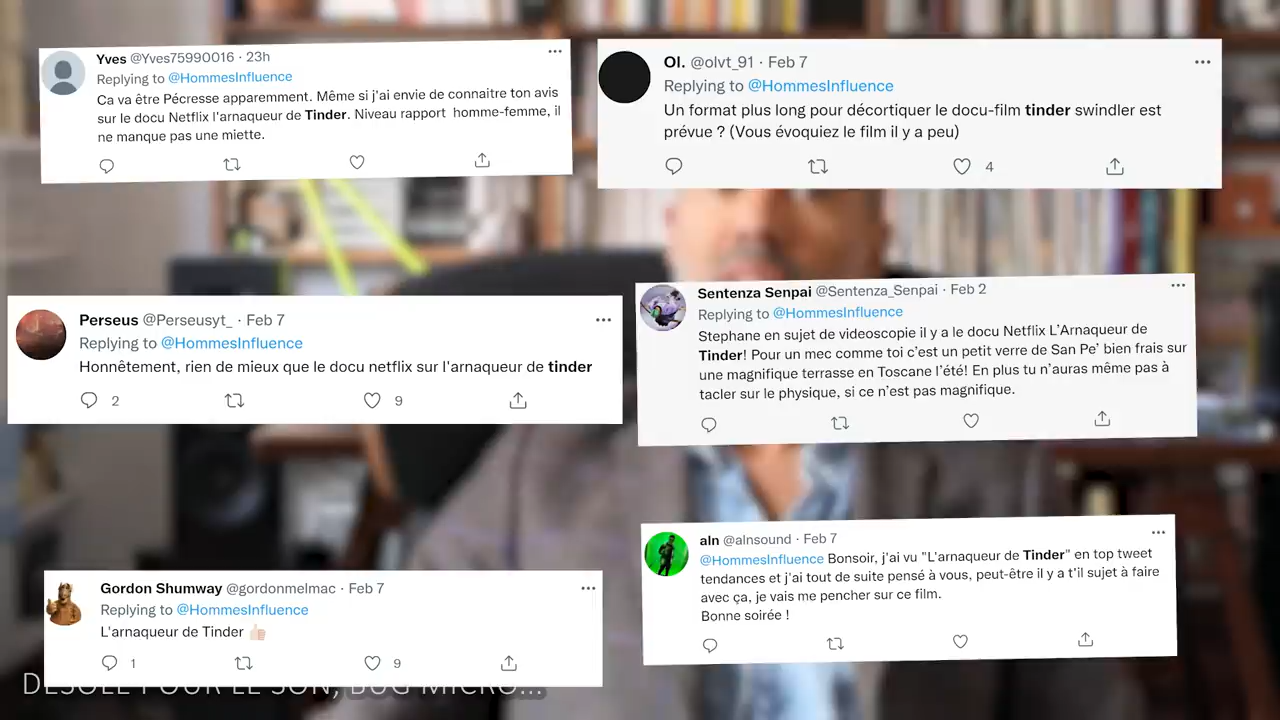 Yves @Yves75990016 · 23h
Replying to @HommesInfluence
Ca va être Pécresse apparemment. Même si j'ai envie de connaitre ton avis
sur le docu Netflix l'arnaqueur de Tinder. Niveau rapport homme-femme, il
ne manque pas une miette.
Ol. @olvt_91 · Feb 7
Replying to @HommesInfluence
Un format plus long pour décortiquer le docu-film tinder swindler est
prévue ? (Vous évoquiez le film il y a peu)
4
Perseus @Perseusyt_ · Feb 7
Replying to @HommesInfluence
Honnêtement, rien de mieux que le docu netflix sur l'arnaqueur de tinder
2 9
Sentenza Senpai @Sentenza_Senpai · Feb 2
Replying to @HommesInfluence
Stephane en sujet de videoscopie il y a le docu Netflix L'Arnaqueur de
Tinder! Pour un mec comme toi c'est un petit verre de San Pe' bien frais sur
une magnifique terrasse en Toscane l'été! En plus tu n'auras même pas à
tacler sur le physique, si ce n'est pas magnifique.
Gordon Shumway @gordonmelmac · Feb 7
Replying to @HommesInfluence
L'arnaqueur de Tinder 👍🏻
1 9
aln @alnsound · Feb 7
@HommesInfluence Bonsoir, j'ai vu "L'arnaqueur de Tinder" en top tweet
tendances et j'ai tout de suite pensé à vous, peut-être il y a t'il sujet à faire
avec ça, je vais me pencher sur ce film.
Bonne soirée !
DÉSOLÉ POUR LE SON, BUG MICRO...